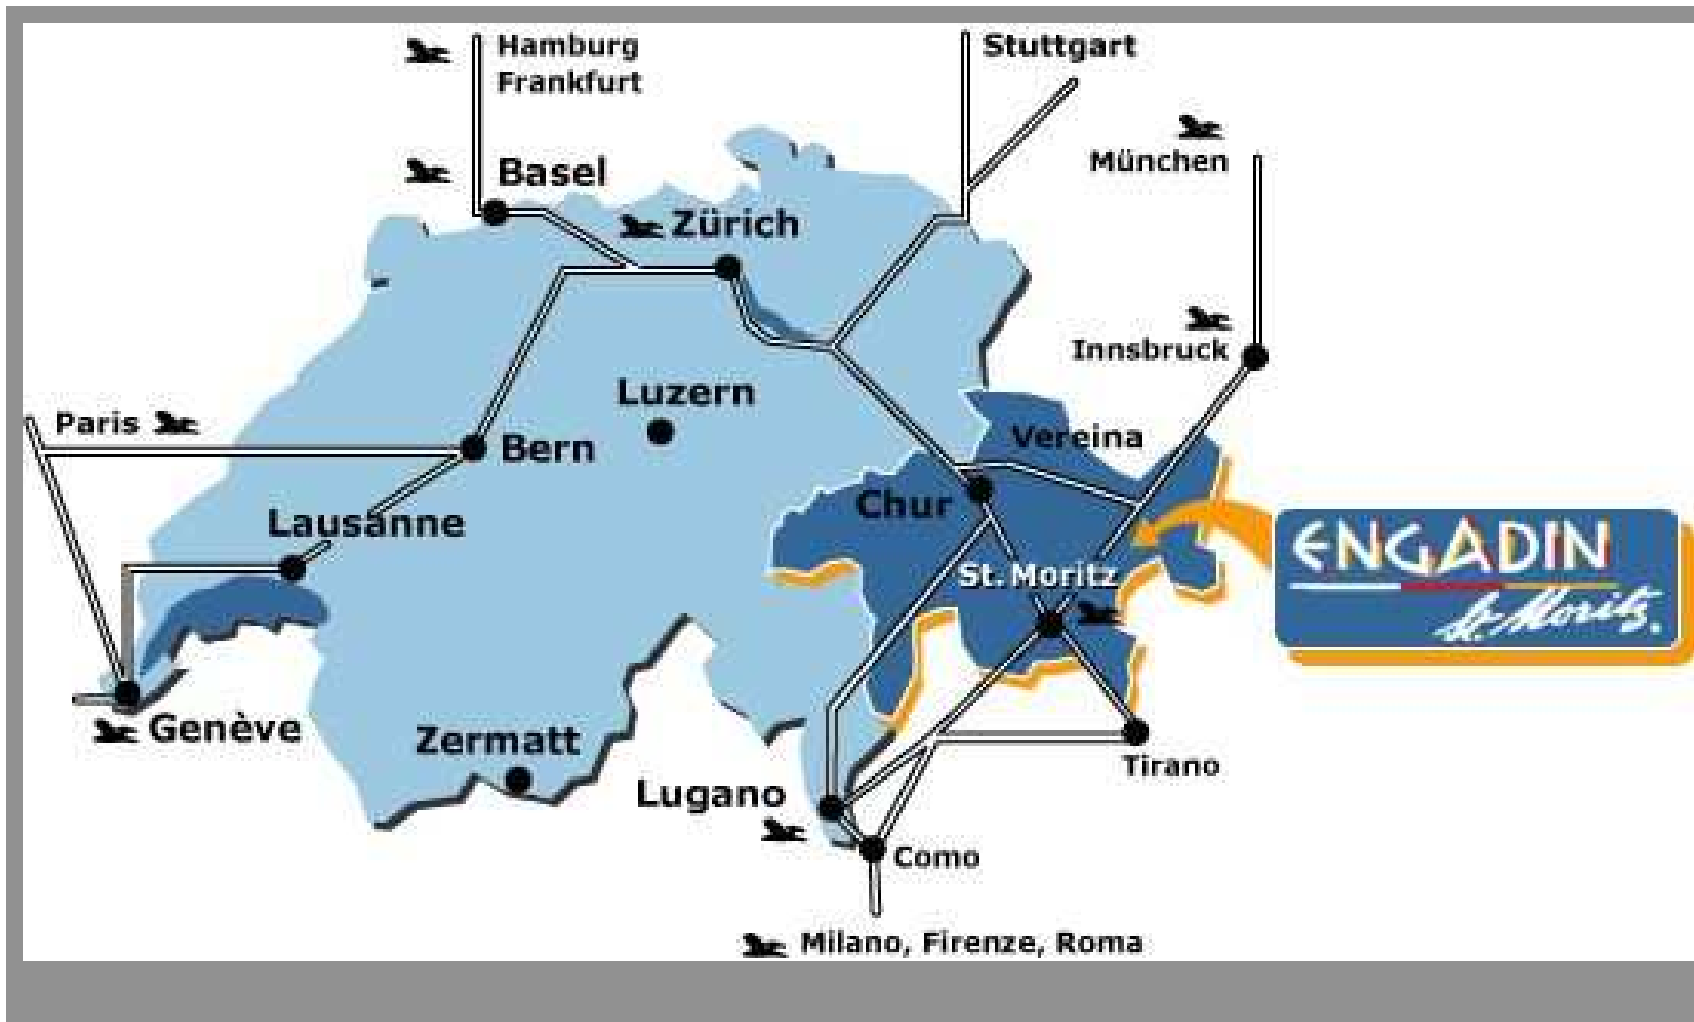 Hamburg
Frankfurt
Stuttgart
München
Basel
Zürich
Innsbruck
Luzern
Paris
Vereina
Bern
Chur
Lausanne
ENGADIN
St. Moritz
St. Moritz.
Genève
Zermatt
Tirano
Lugano
Como
Milano, Firenze, Roma